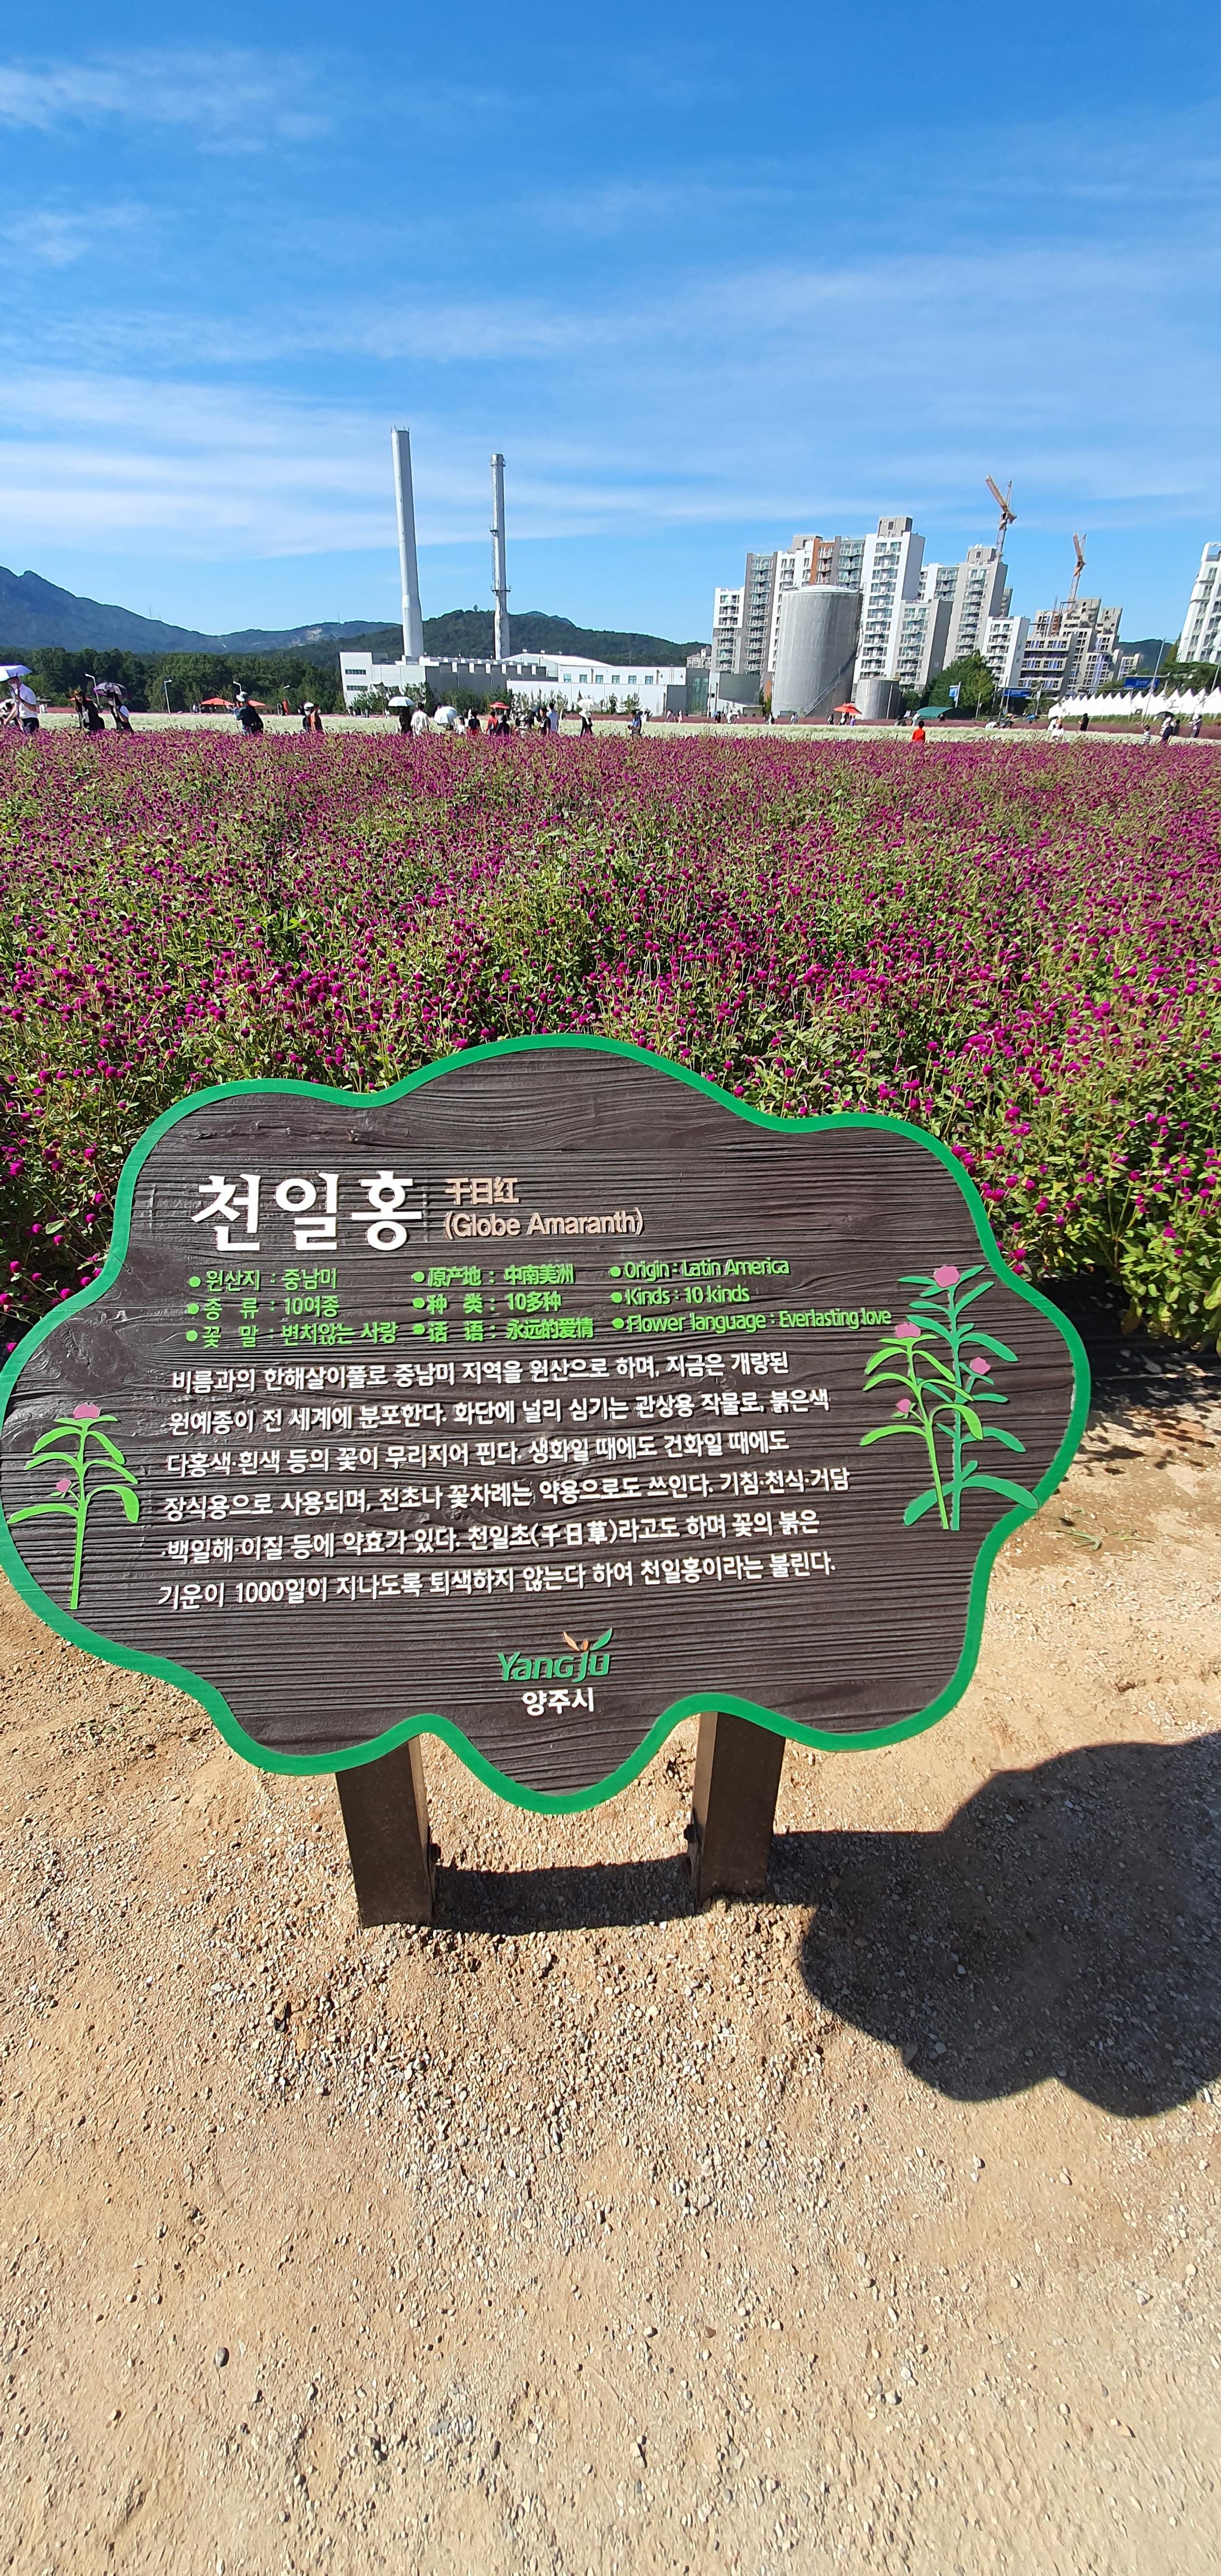 천일홍 千日红
(Globe Amaranth)
●원산지 : 중남미 ●原产地 : 中南美洲 ●Origin : Latin America
●종 류 : 10여종 ●种 类 : 10多种 ●Kinds : 10 kinds
●꽃 말 : 변치않는 사랑 ●话 语 : 永远的爱情 ●Flower language : Everlasting love
비름과의 한해살이풀로 중남미 지역을 원산으로 하며, 지금은 개량된
원예종이 전 세계에 분포한다. 화단에 널리 심기는 관상용 작물로, 붉은색
다홍색·흰색 등의 꽃이 무리지어 핀다. 생화일 때에도 건화일 때에도
장식용으로 사용되며, 전초나 꽃차례는 약용으로도 쓰인다. 기침·천식·거담
·백일해·이질 등에 약효가 있다. 천일초(千日草)라고도 하며 꽃의 붉은
기운이 1000일이 지나도록 퇴색하지 않는다 하여 천일홍이라는 불린다.
Yangju
양주시